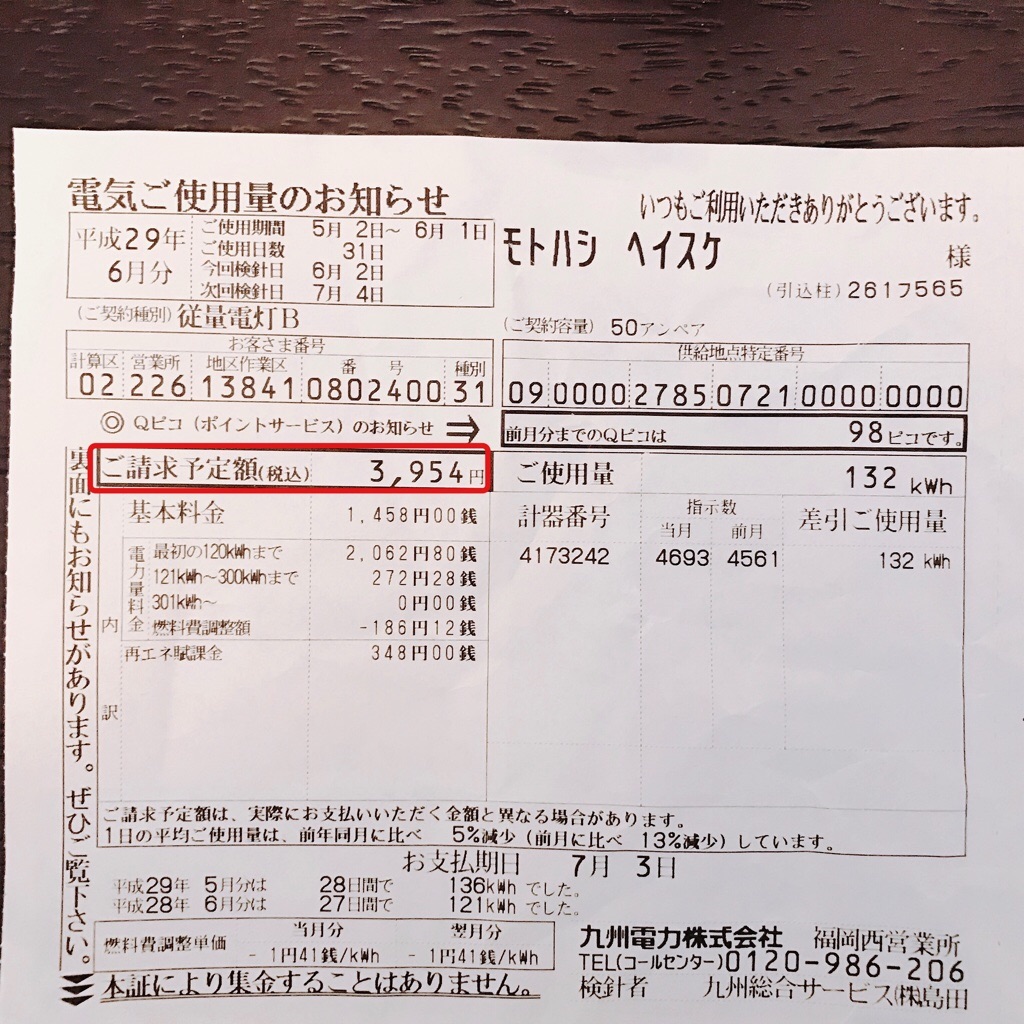 電気ご使用量のお知らせ
いつもご利用いただきありがとうございます。
平成29年
6月分
ご使用期間 5月 2日～ 6月 1日
ご使用日数 31日
今回検針日 6月 2日
次回検針日 7月 4日
モトハシ ヘイスケ 様
(引込柱) 2617565
(ご契約種別) 従量電灯B
(ご契約容量) 50アンペア
お客さま番号
計算区 営業所 地区作業区 番 号 種別
02 226 13841 0802400 31
供給地点特定番号
09 0000 2785 0721 0000 0000
◎ Qピコ (ポイントサービス) のお知らせ ⇒
前月分までのQピコは 98 ピコです。
裏面にもお知らせがあります。ぜひご覧下さい。
ご請求予定額(税込) 3,954円
内訳
基本料金 1,458円00銭
電力量料金
最初の120kWhまで 2,062円80銭
121kWh～300kWhまで 272円28銭
301kWh～ 0円00銭
燃料費調整額 -186円12銭
再エネ賦課金 348円00銭
ご使用量 132 kWh
計器番号 指示数 差引ご使用量
当月 前月
4173242 4693 4561 132 kWh
ご請求予定額は、実際にお支払いいただく金額と異なる場合があります。
1日の平均ご使用量は、前年同月に比べ 5%減少 (前月に比べ 13%減少) しています。
お支払期日 7月 3日
平成29年 5月分は 28日間で 136kWh でした。
平成28年 6月分は 27日間で 121kWh でした。
燃料費調整単価
当月分 翌月分
- 1円41銭/kWh - 1円41銭/kWh
本証により集金することはありません。
九州電力株式会社 福岡西営業所
TEL(コールセンター)0120-986-206
検針者 九州総合サービス(株)島田